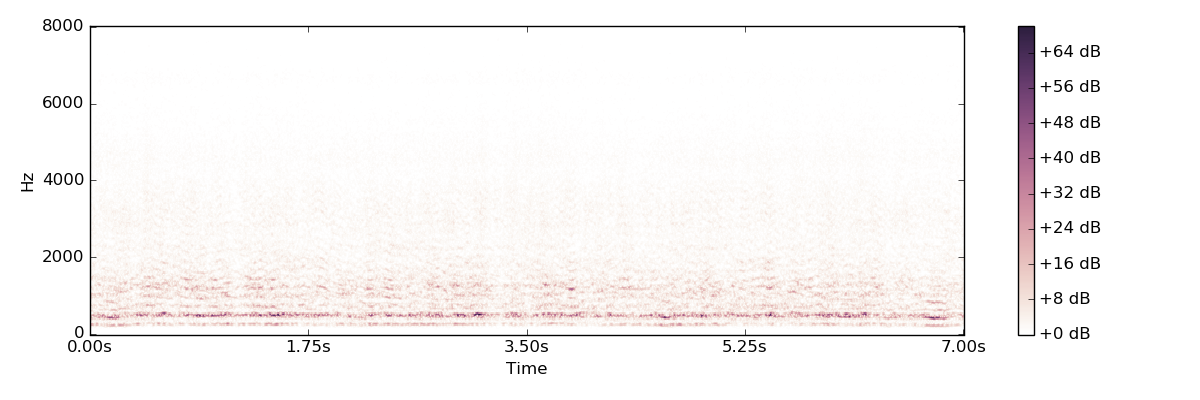 8000
6000
4000
2000
0
Hz
0.00s 1.75s 3.50s 5.25s 7.00s
Time
+64 dB
+56 dB
+48 dB
+40 dB
+32 dB
+24 dB
+16 dB
+8 dB
+0 dB